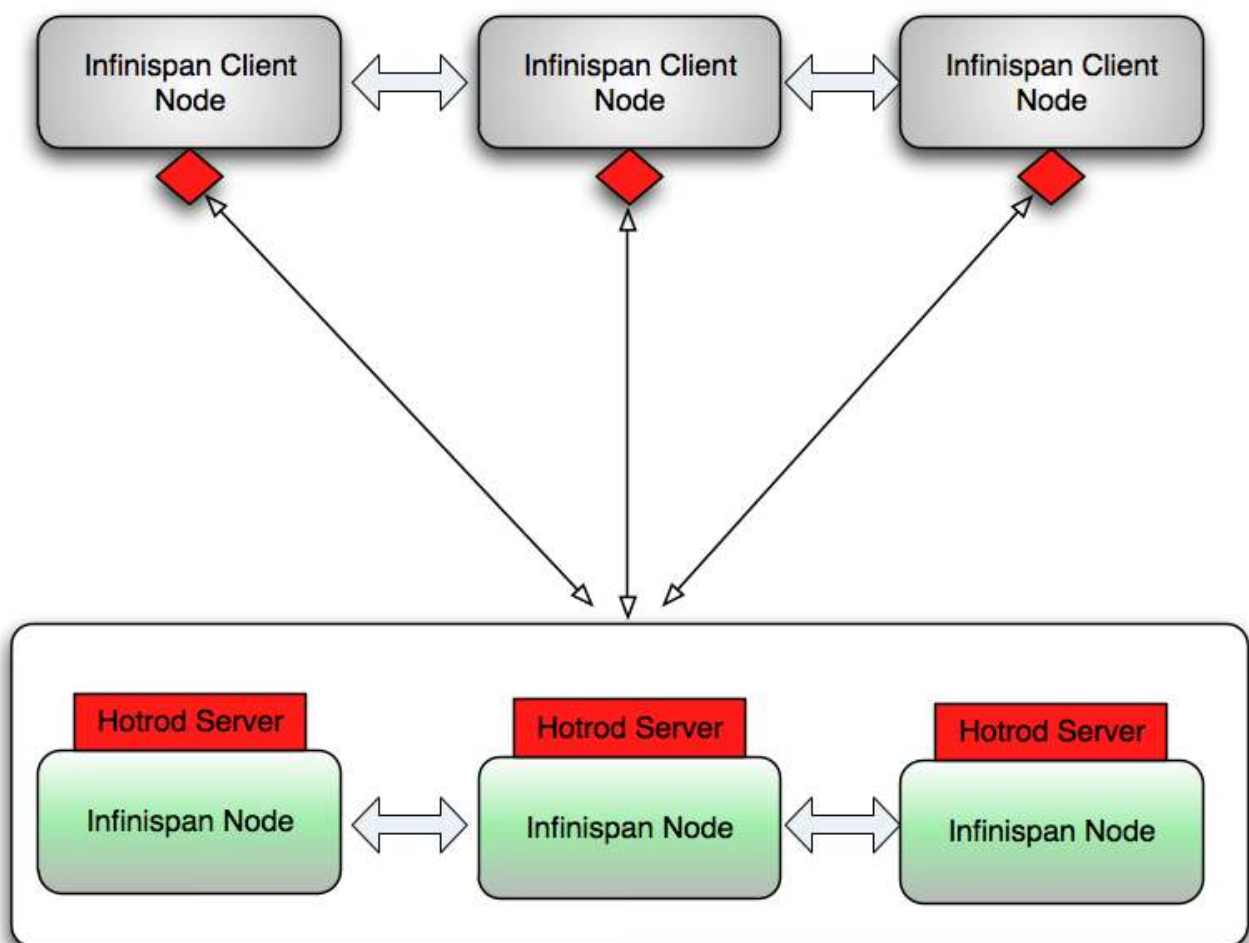 Infinispan Client
Node
Infinispan Client
Node
Infinispan Client
Node
Hotrod Server
Hotrod Server
Hotrod Server
Infinispan Node
Infinispan Node
Infinispan Node